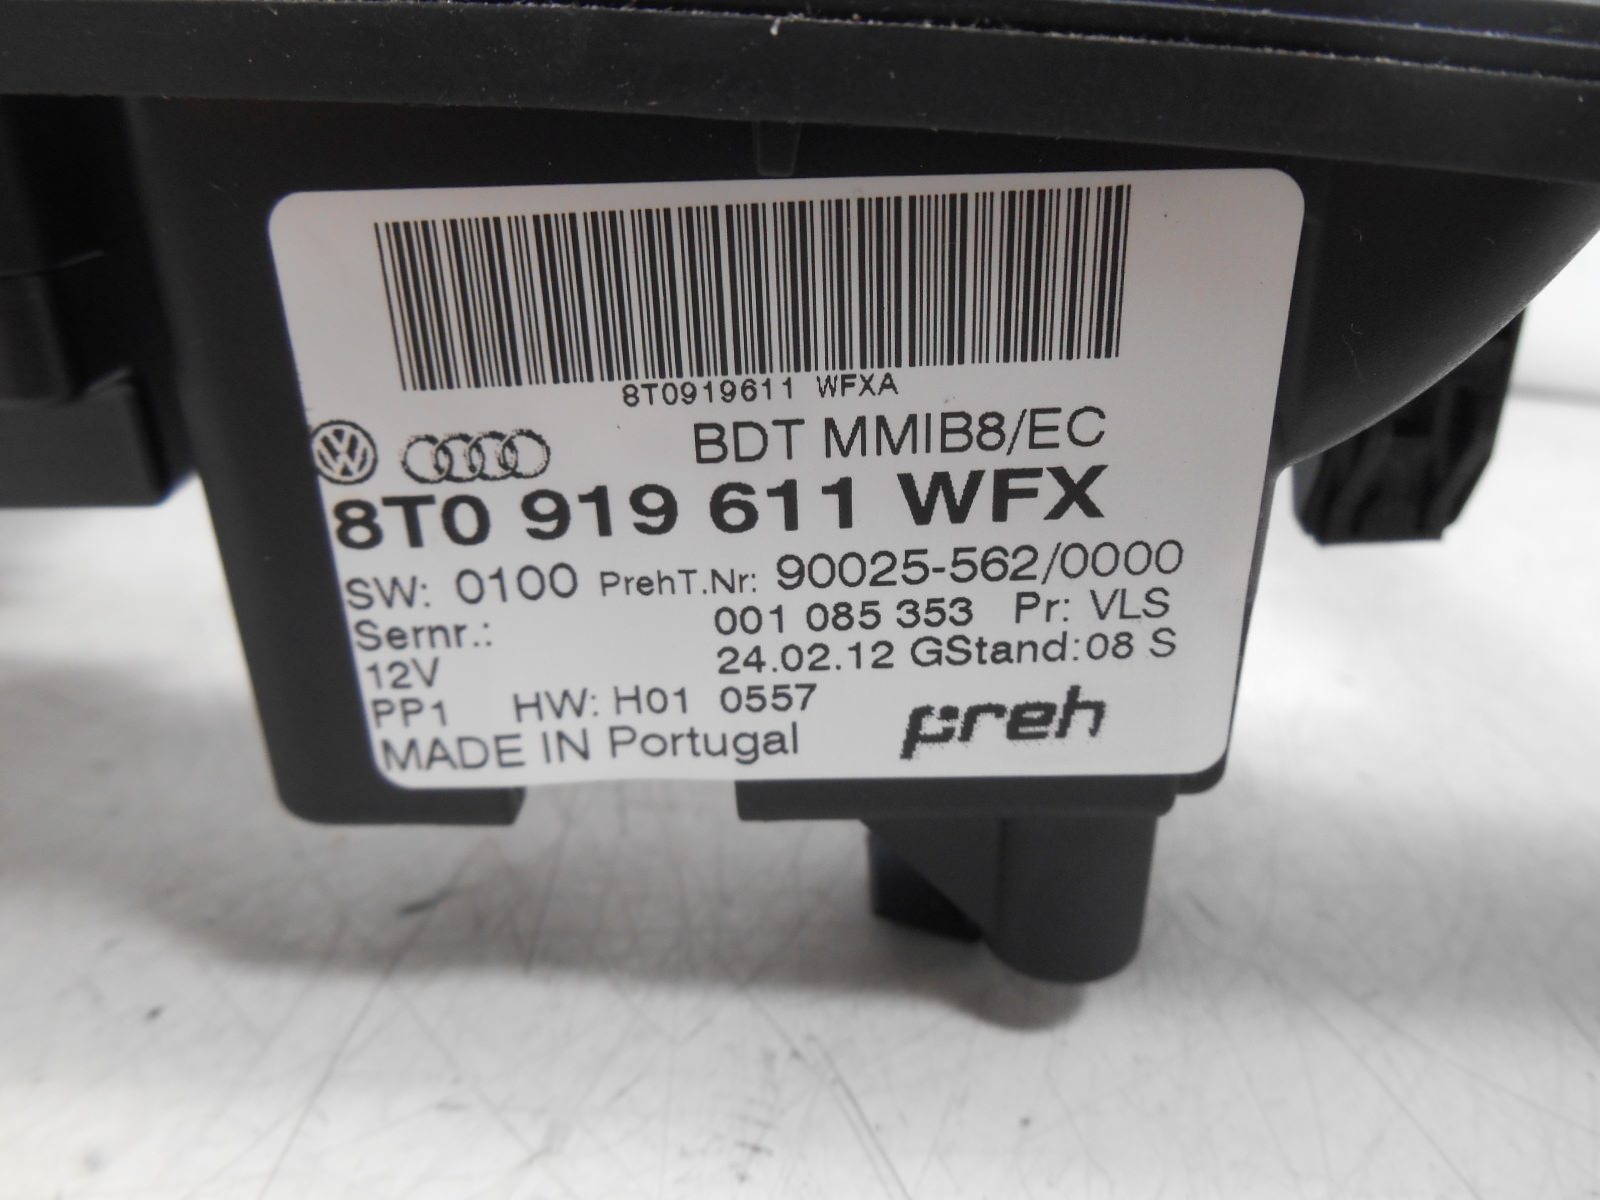 8T0919611 WFXA
BDT MMIB8/EC
8T0 919 611 WFX
SW: 0100 PrehT.Nr: 90025-562/0000
Sernr.: 001 085 353 Pr: VLS
12V 24.02.12 GStand:08 S
PP1 HW: H01 0557
MADE IN Portugal preh